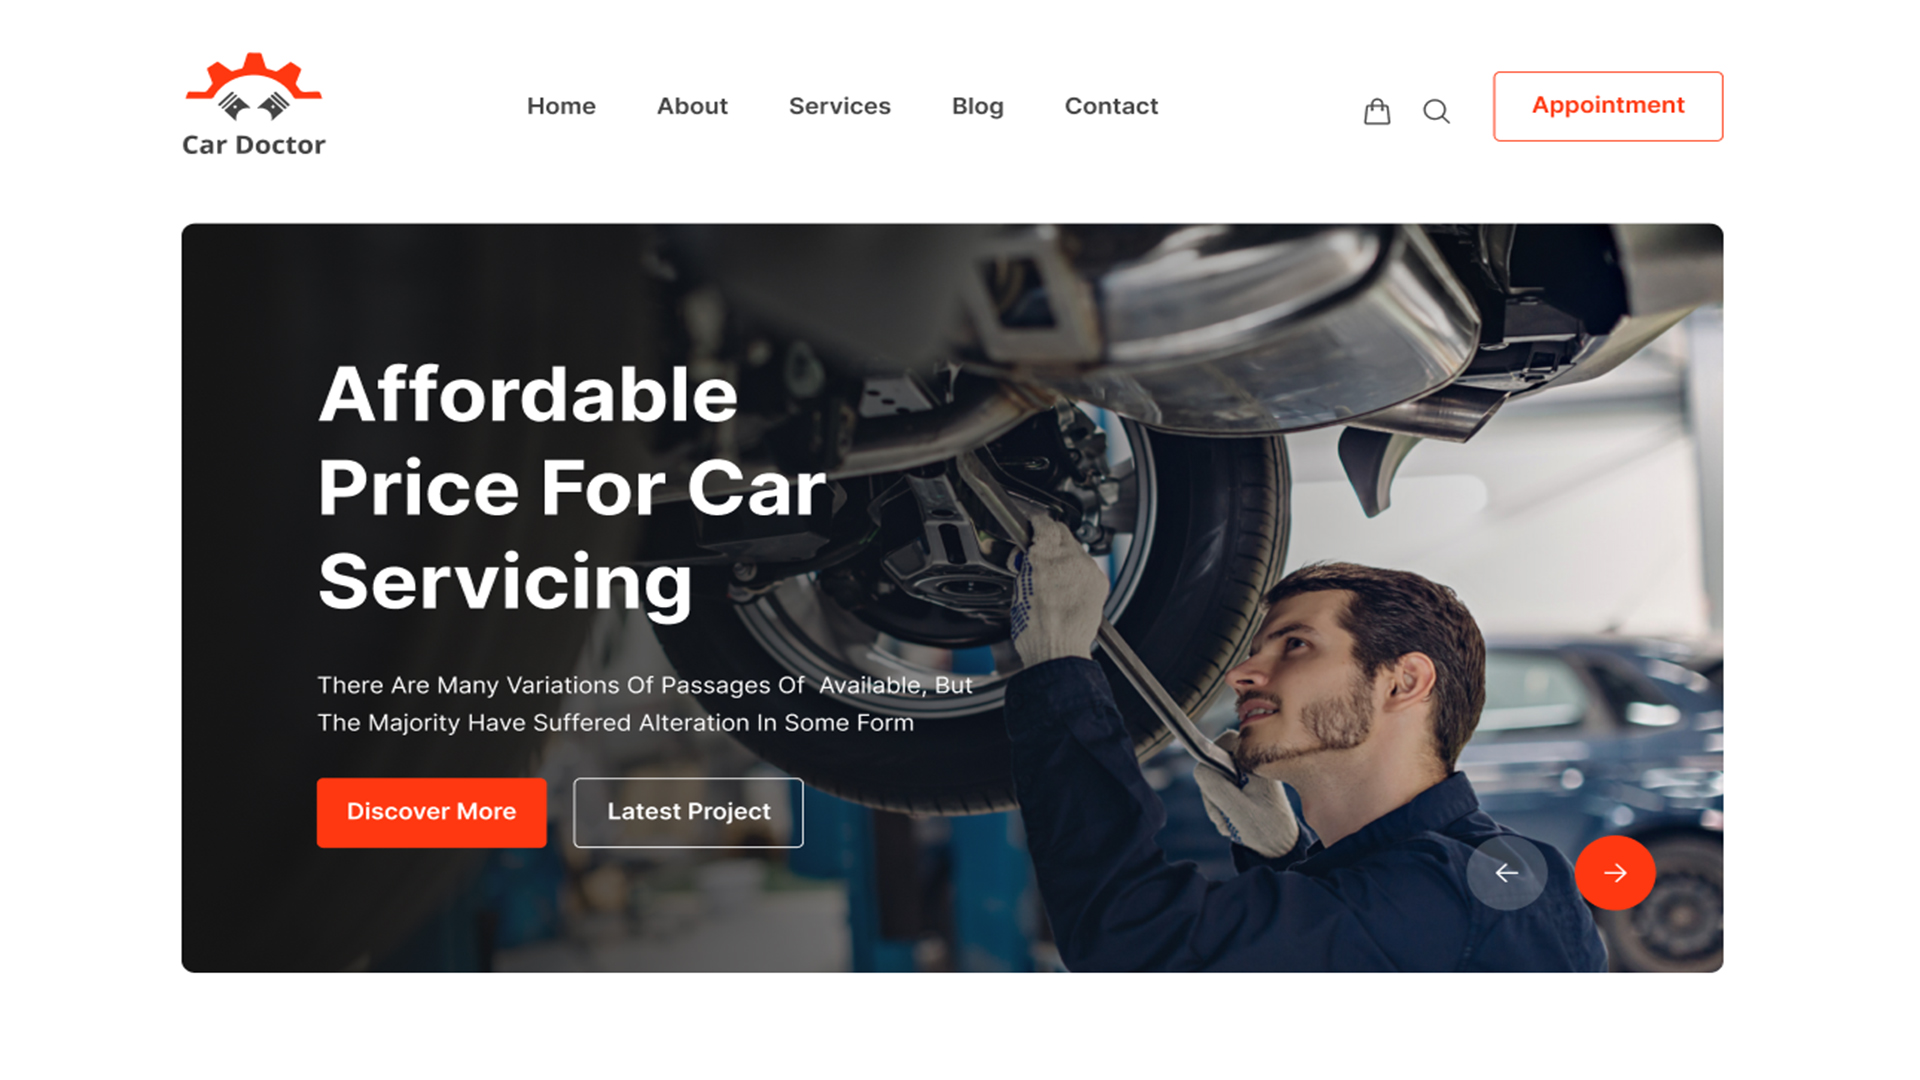 Car Doctor
Home About Services Blog Contact
Appointment
Affordable
Price For Car
Servicing
There Are Many Variations Of Passages Of  Available, But
The Majority Have Suffered Alteration In Some Form
Discover More
Latest Project